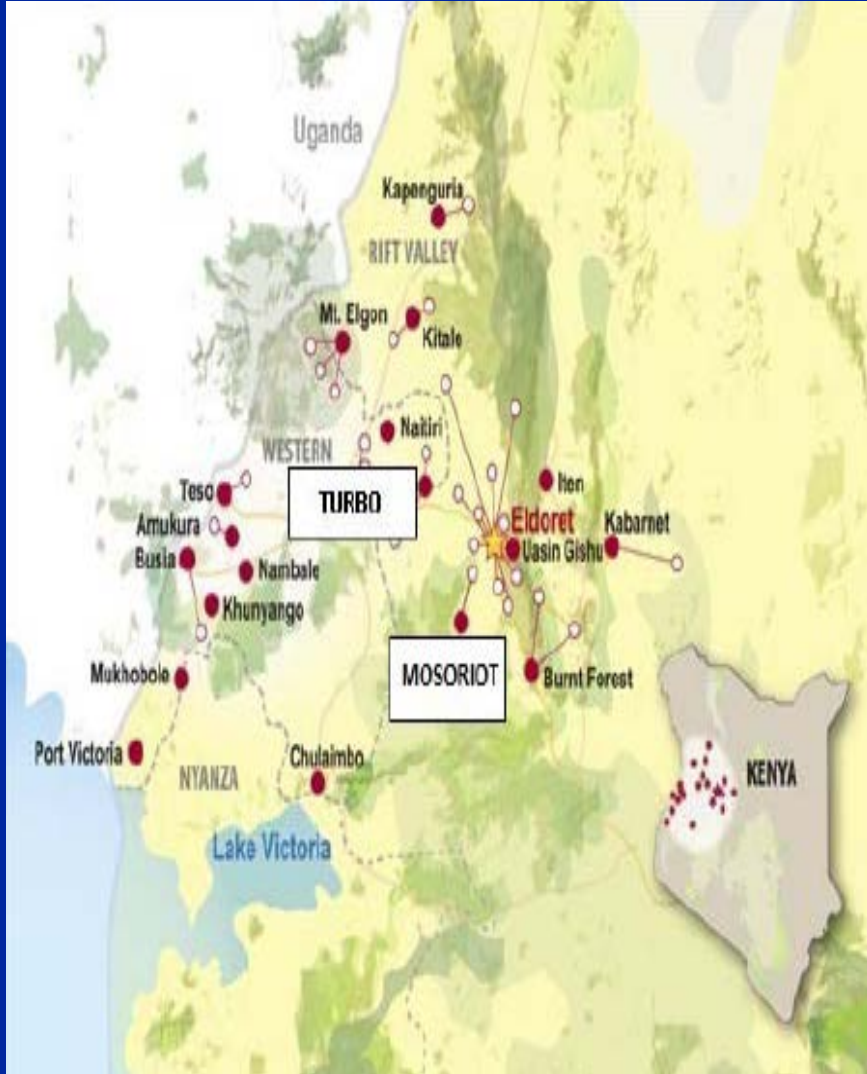 Uganda
Kapenguria
RIFT VALLEY
Mt. Elgon
Kitale
Naitiri
WESTERN
Teso
TURBO
Iten
Amukura
Eldoret
Kabarnet
Busia
Uasin Gishu
Nambale
Khunyango
MOSORIOT
Mukhobole
Burnt Forest
Port Victoria
Chulaimbo
NYANZA
KENYA
Lake Victoria